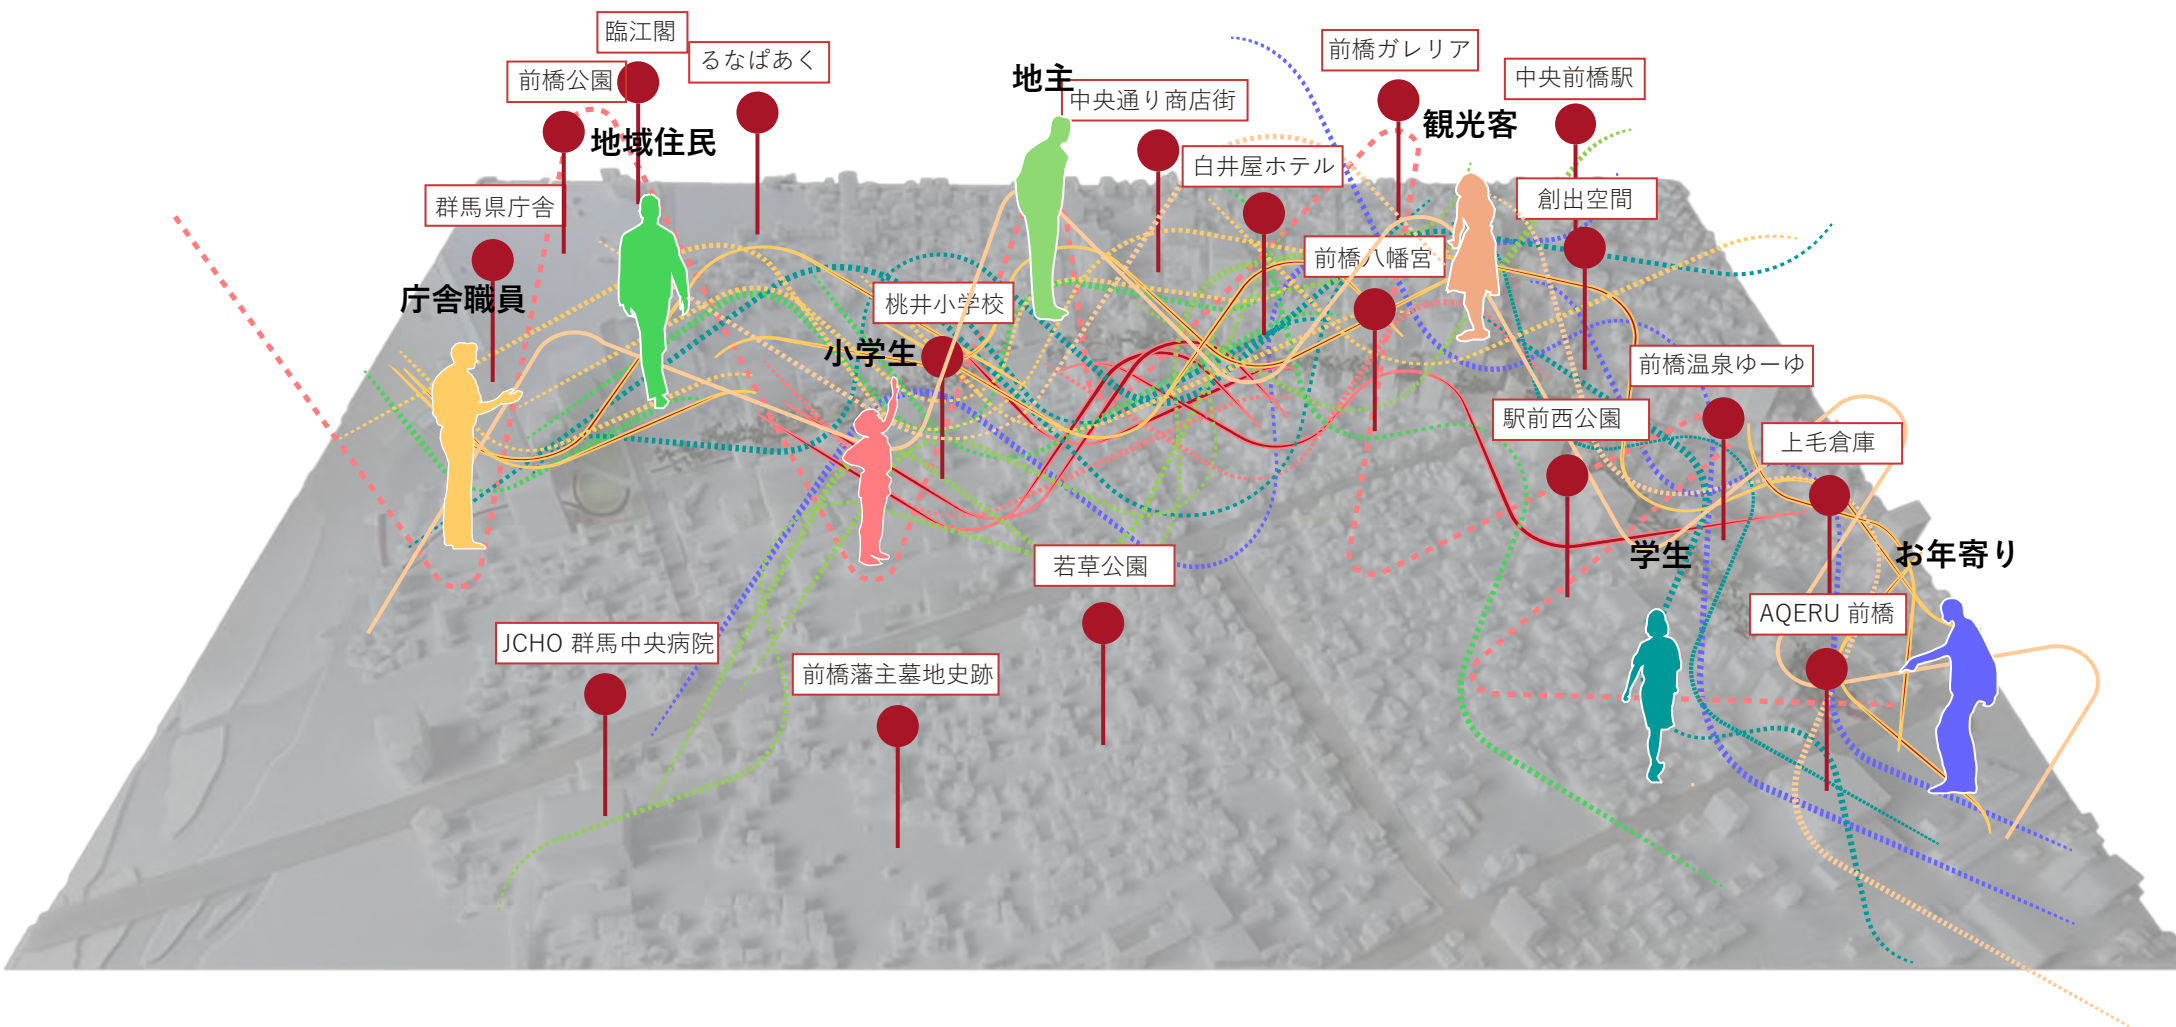 臨江閣
前橋ガレリア
るなぱあく
地主
中央前橋駅
前橋公園
中央通り商店街
観光客
地域住民
白井屋ホテル
創出空間
群馬県庁舎
前橋八幡宮
庁舎職員
桃井小学校
小学生
前橋温泉ゆーゆ
駅前西公園
上毛倉庫
学生
お年寄り
若草公園
AQERU 前橋
JCHO 群馬中央病院
前橋藩主墓地史跡